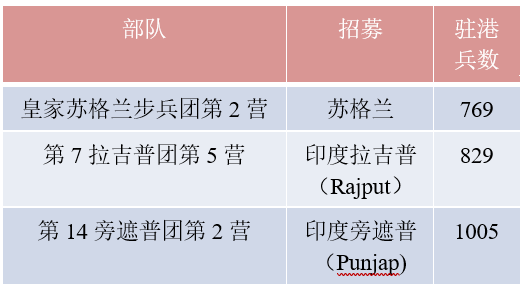 部队 招募 驻港
兵数
皇家苏格兰步兵团第 2 营 苏格兰 769
第 7 拉吉普团第 5 营 印度拉吉普 829
（Rajput）
第 14 旁遮普团第 2 营 印度旁遮普 1005
（Punjap)